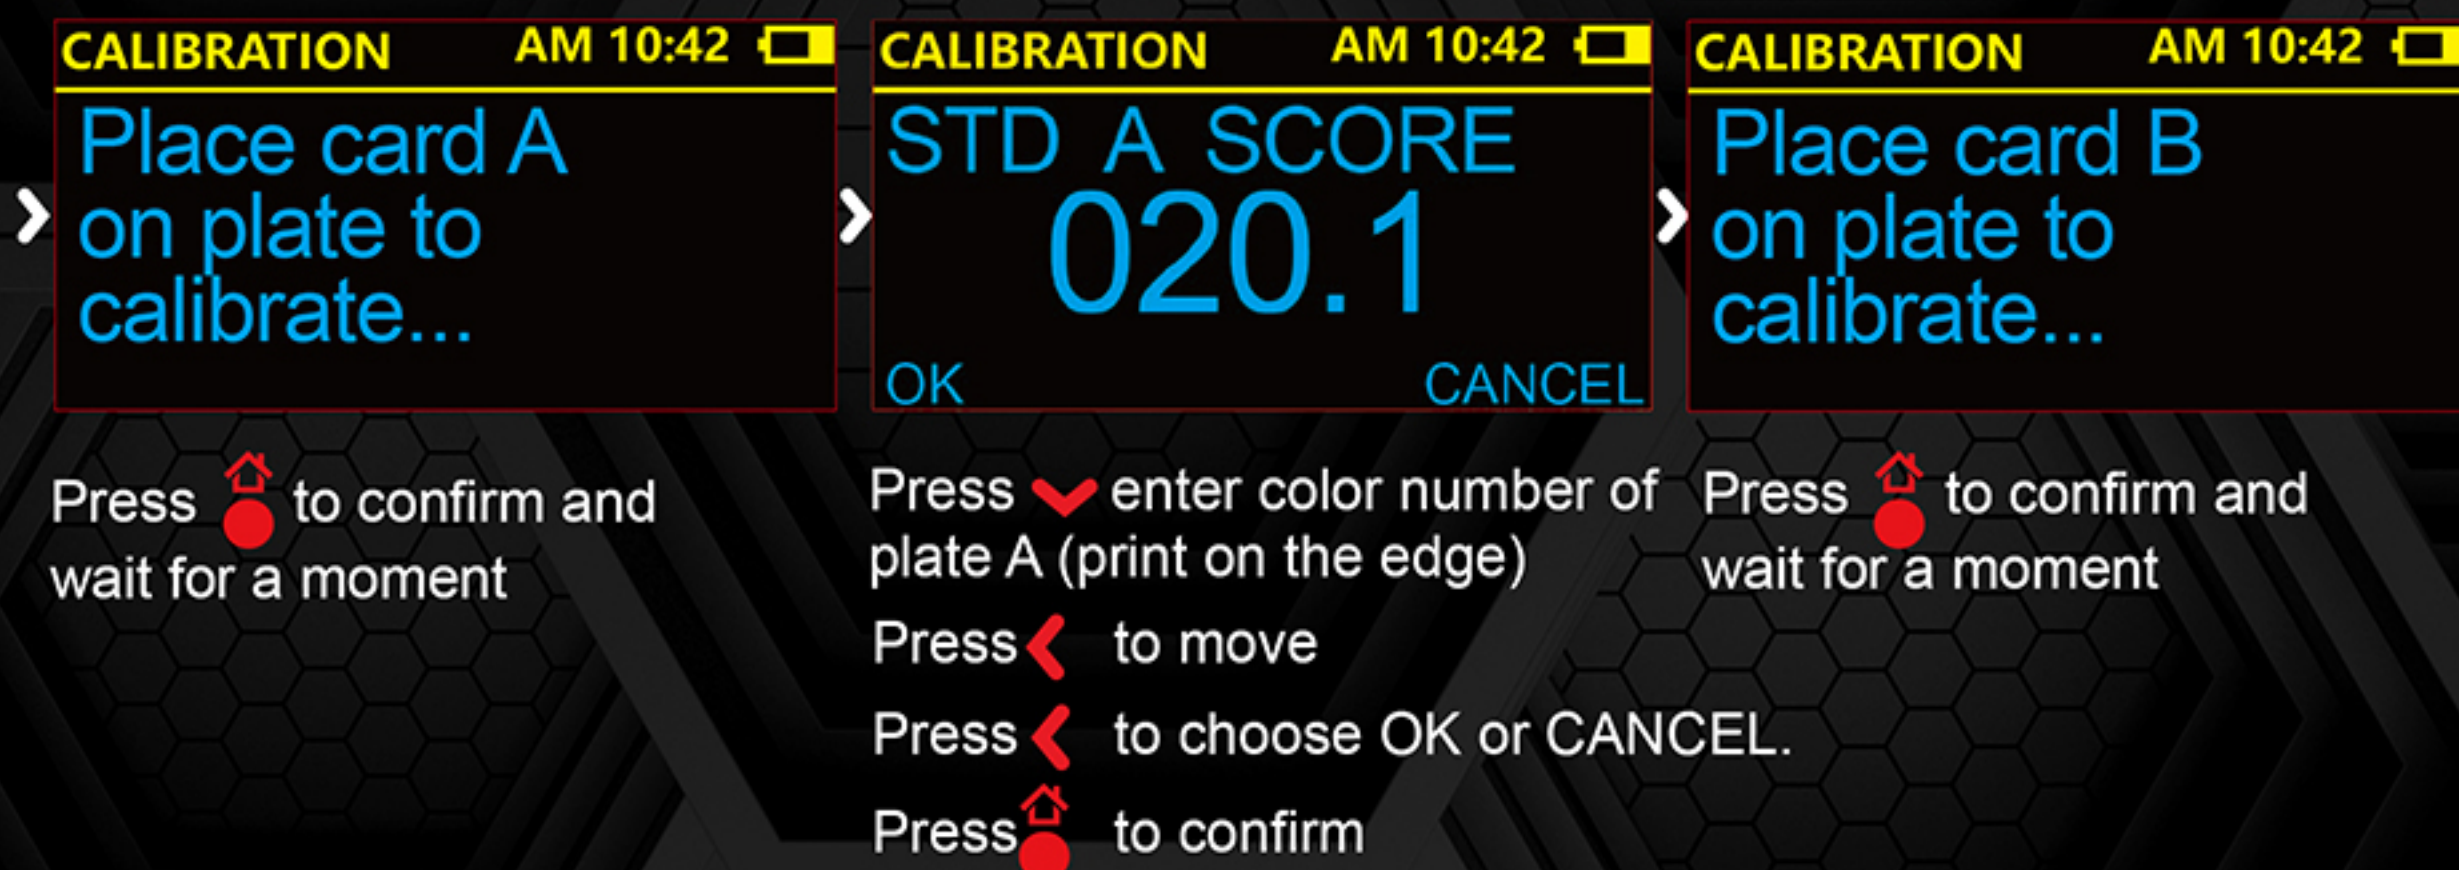 CALIBRATION AM 10:42
Place card A
on plate to
calibrate...
Press to confirm and
wait for a moment
CALIBRATION AM 10:42
STD A SCORE
020.1
OK CANCEL
Press enter color number of
plate A (print on the edge)
Press to move
Press to choose OK or CANCEL.
Press to confirm
CALIBRATION AM 10:42
Place card B
on plate to
calibrate...
Press to confirm and
wait for a moment